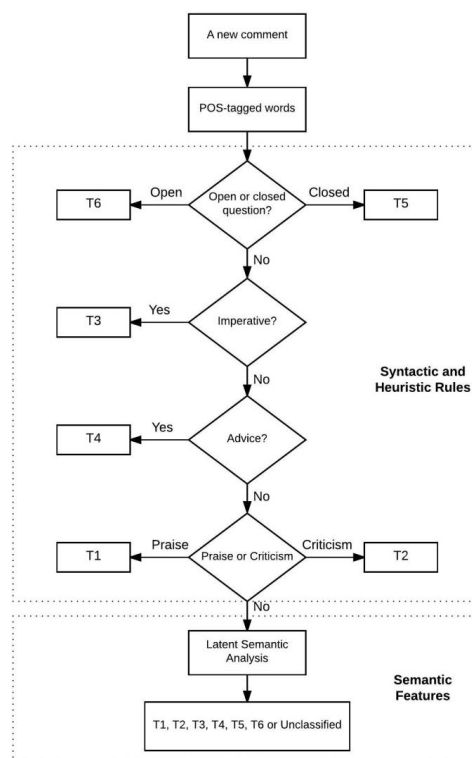 A new comment
POS-tagged words
Open
Open or closed
question?
Closed
T6
T5
No
Yes
Imperative?
T3
No
Syntactic and
Heuristic Rules
Yes
Advice?
T4
No
Praise
Praise or Criticism
Criticism
T1
T2
No
Latent Semantic
Analysis
Semantic
Features
T1, T2, T3, T4, T5, T6 or Unclassified